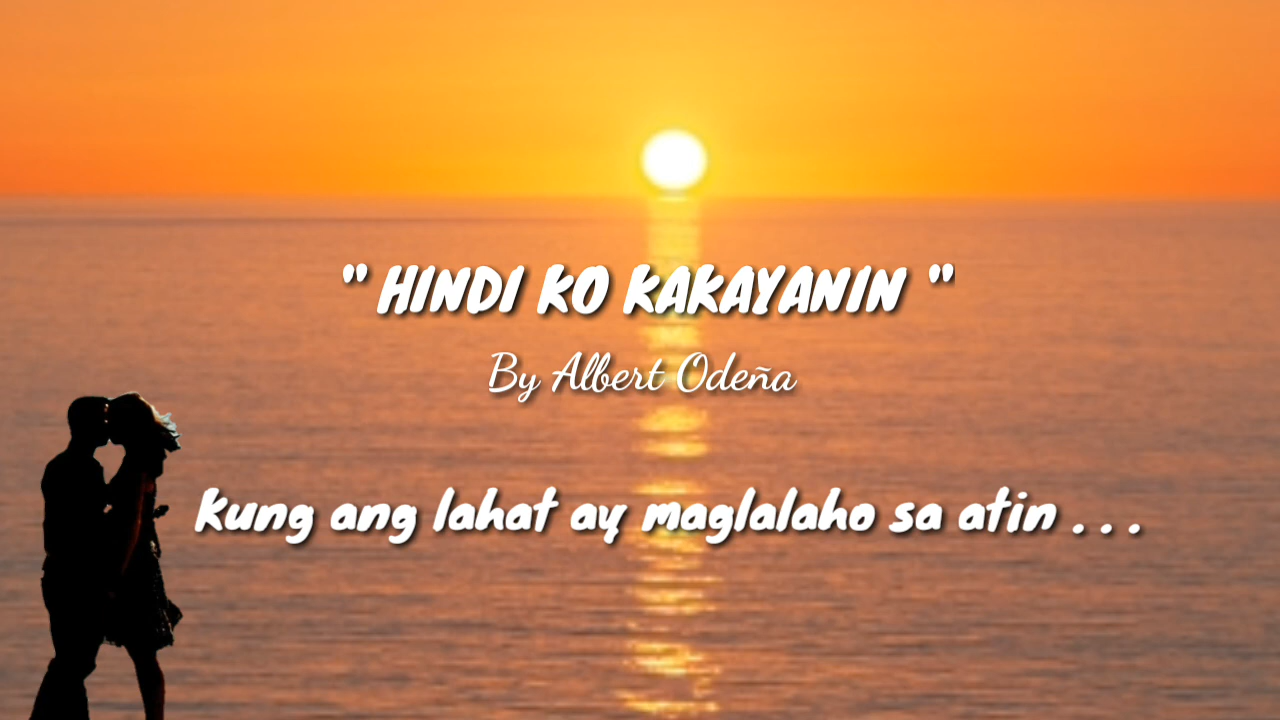 " HINDI KO KAKAYANIN "
By Albert Odeña
Kung ang lahat ay maglalaho sa atin . . .